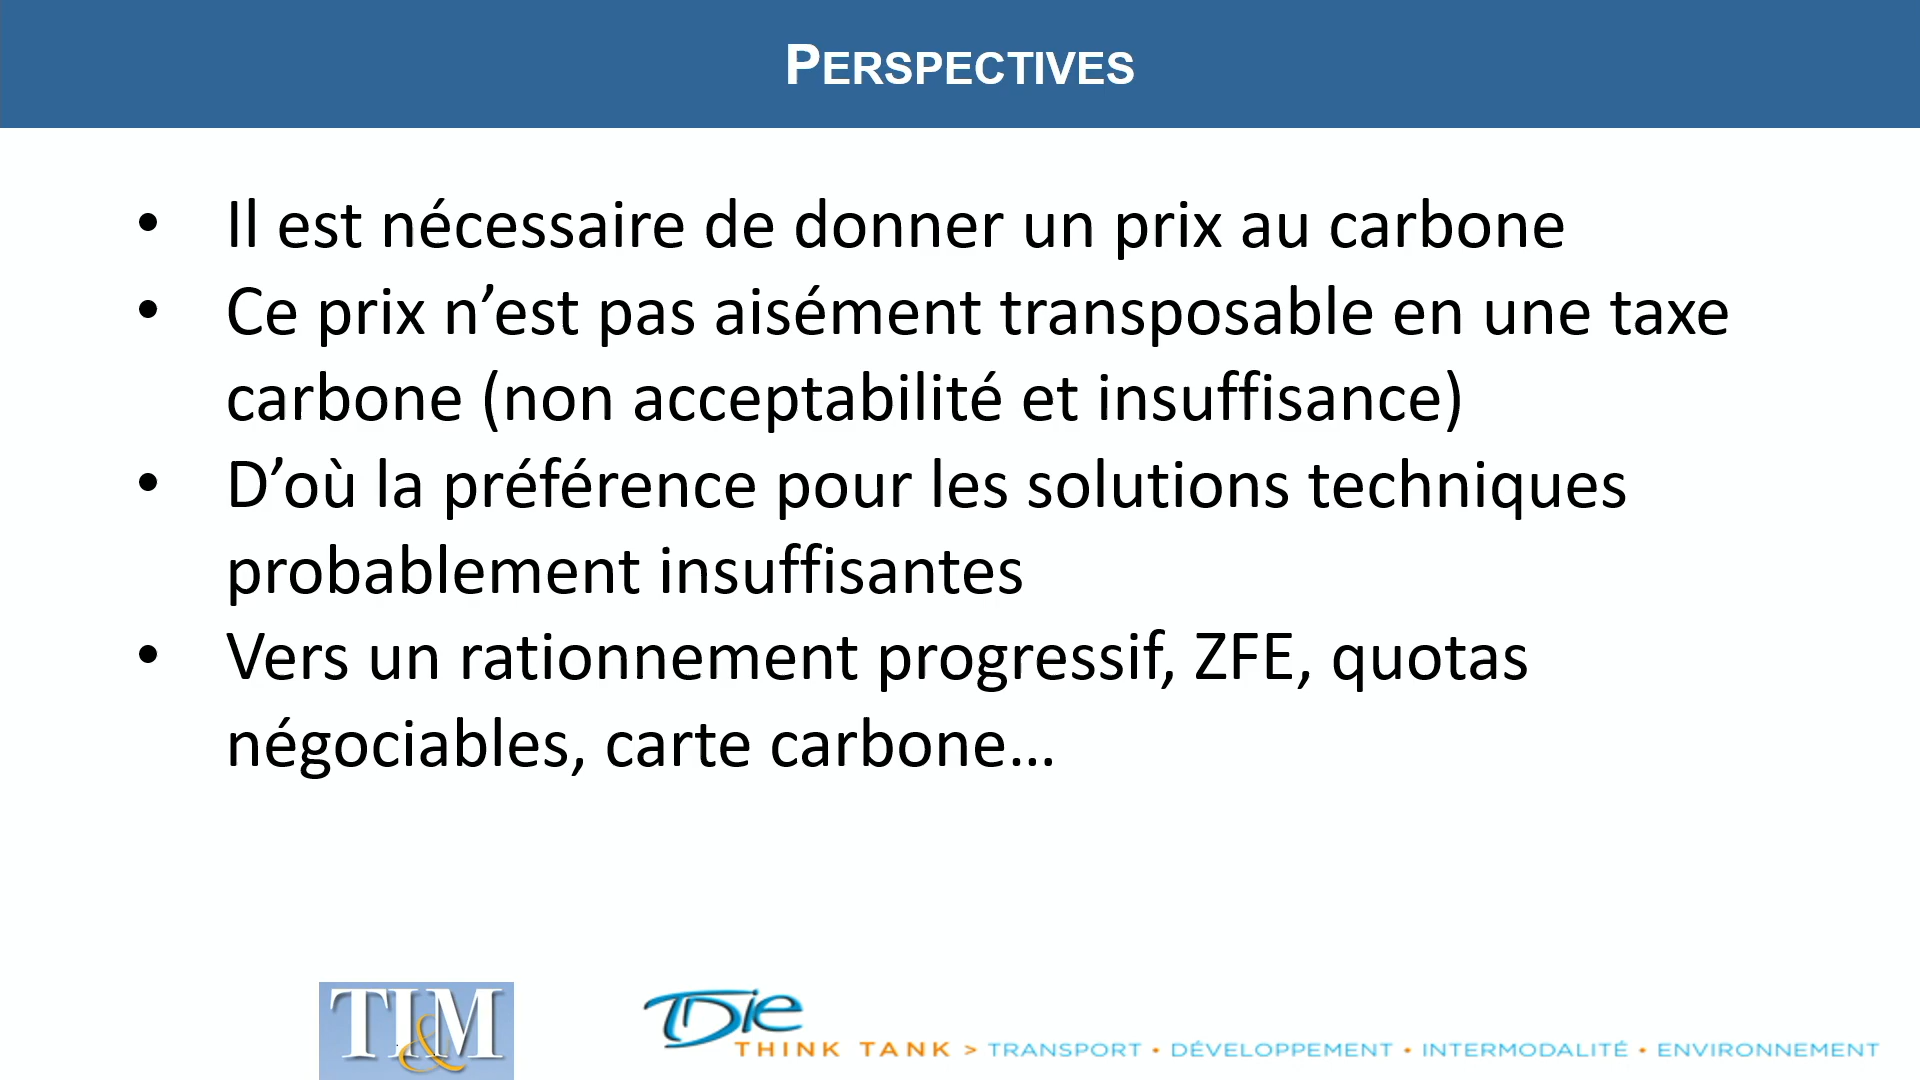 PERSPECTIVES
• Il est nécessaire de donner un prix au carbone
• Ce prix n’est pas aisément transposable en une taxe
carbone (non acceptabilité et insuffisance)
• D’où la préférence pour les solutions techniques
probablement insuffisantes
• Vers un rationnement progressif, ZFE, quotas
négociables, carte carbone…
TI&M
TDie
THINK TANK > TRANSPORT • DÉVELOPPEMENT • INTERMODALITÉ • ENVIRONNEMENT